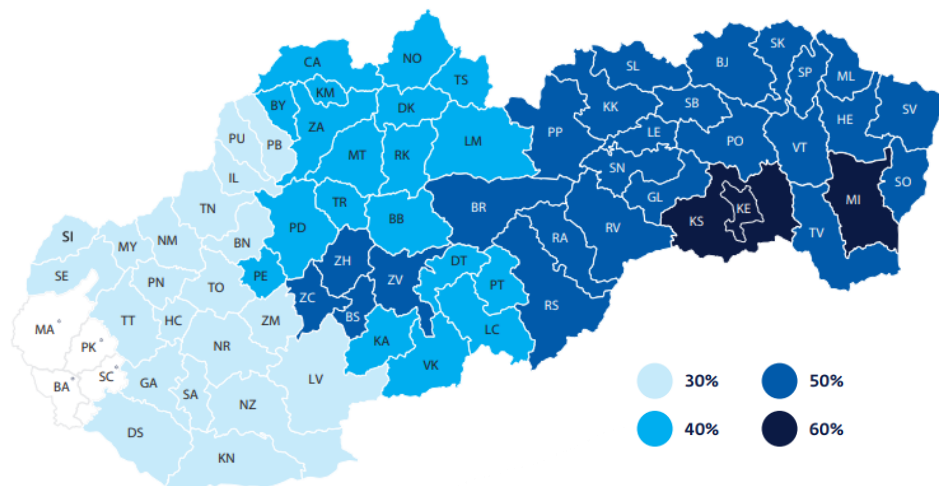 NO
CA
SK
SL
BJ
TS
SP
ML
KM
BY
DK
KK
SB
SV
ZA
HE
PU
PB
PP
LE
PO
LM
VT
MT
RK
IL
SN
SO
TR
GL
MI
TN
BR
KS
KE
BB
PD
RV
SI
MY
NM
BN
RA
TV
ZH
DT
SE
PE
ZV
PN
TO
PT
ZC
RS
MA*
TT
HC
ZM
BS
LC
PK*
NR
KA
SC*
LV
VK
BA*
GA
SA
NZ
30%
50%
DS
40%
60%
KN